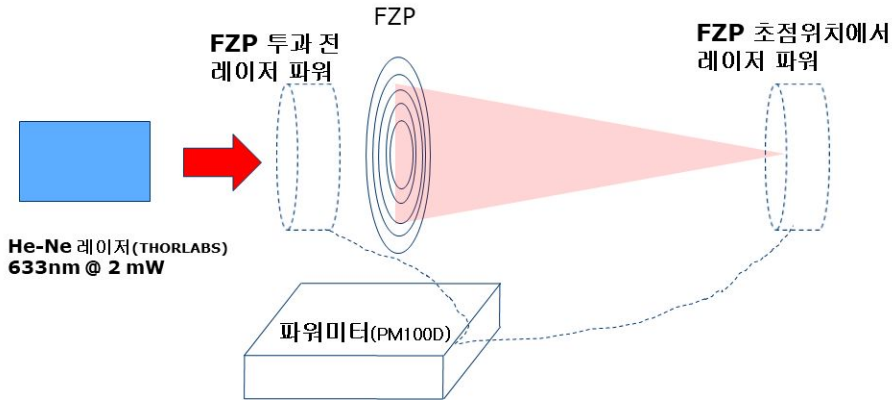 FZP
FZP 투과 전
레이저 파워
FZP 초점위치에서
레이저 파워
He-Ne 레이저(THORLABS)
633nm @ 2 mW
파워미터(PM100D)